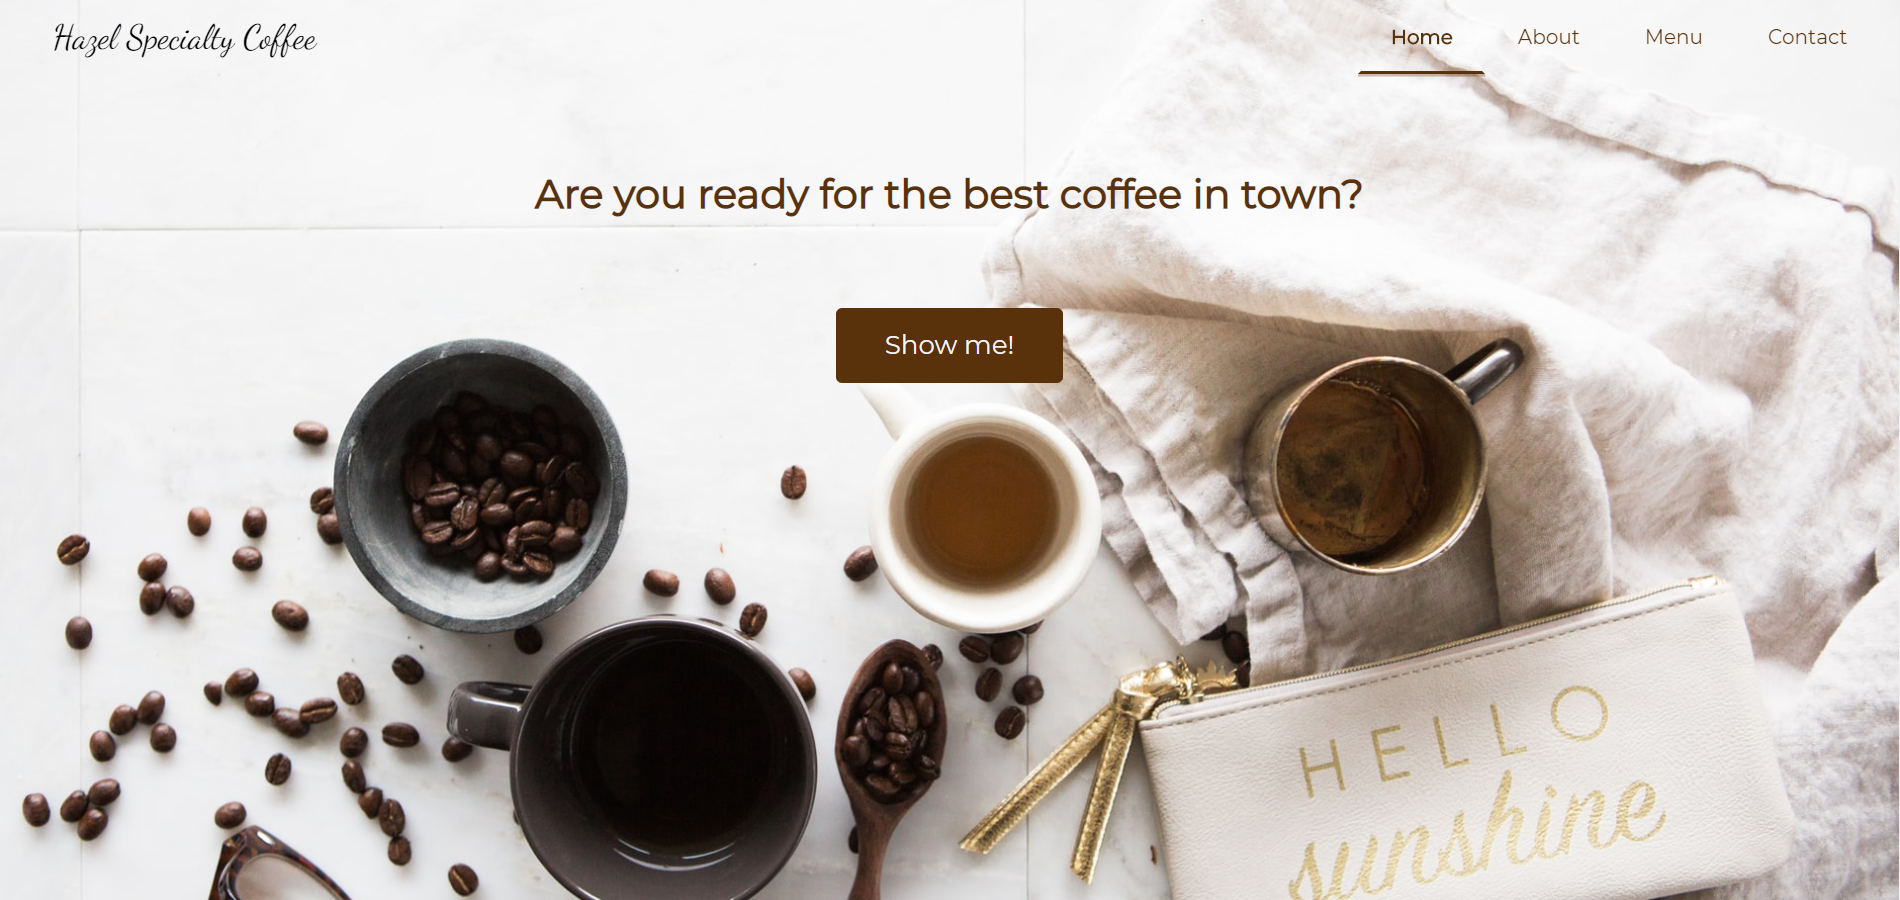 Hazel Specialty Coffee
Home About Menu Contact
Are you ready for the best coffee in town?
Show me!
HELLO
sunshine